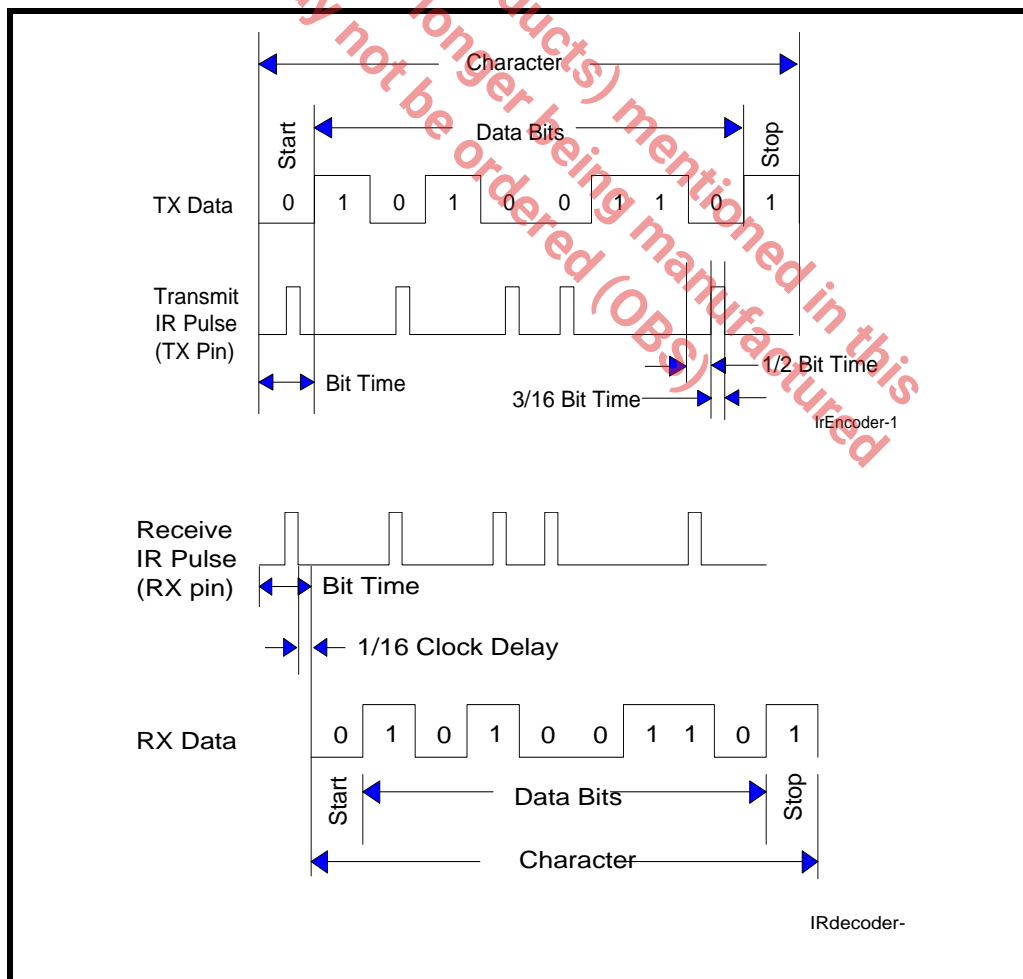 ducts) mentioned in this
longer being manufactured
ay not be ordered (OBS)
Character
Start
Data Bits
Stop
TX Data 0 1 0 1 0 0 1 1 0 1
Transmit
IR Pulse
(TX Pin)
Bit Time
1/2 Bit Time
3/16 Bit Time
IrEncoder-1
Receive
IR Pulse
(RX pin)
Bit Time
1/16 Clock Delay
RX Data 0 1 0 1 0 0 1 1 0 1
Start
Data Bits
Stop
Character
IRdecoder-